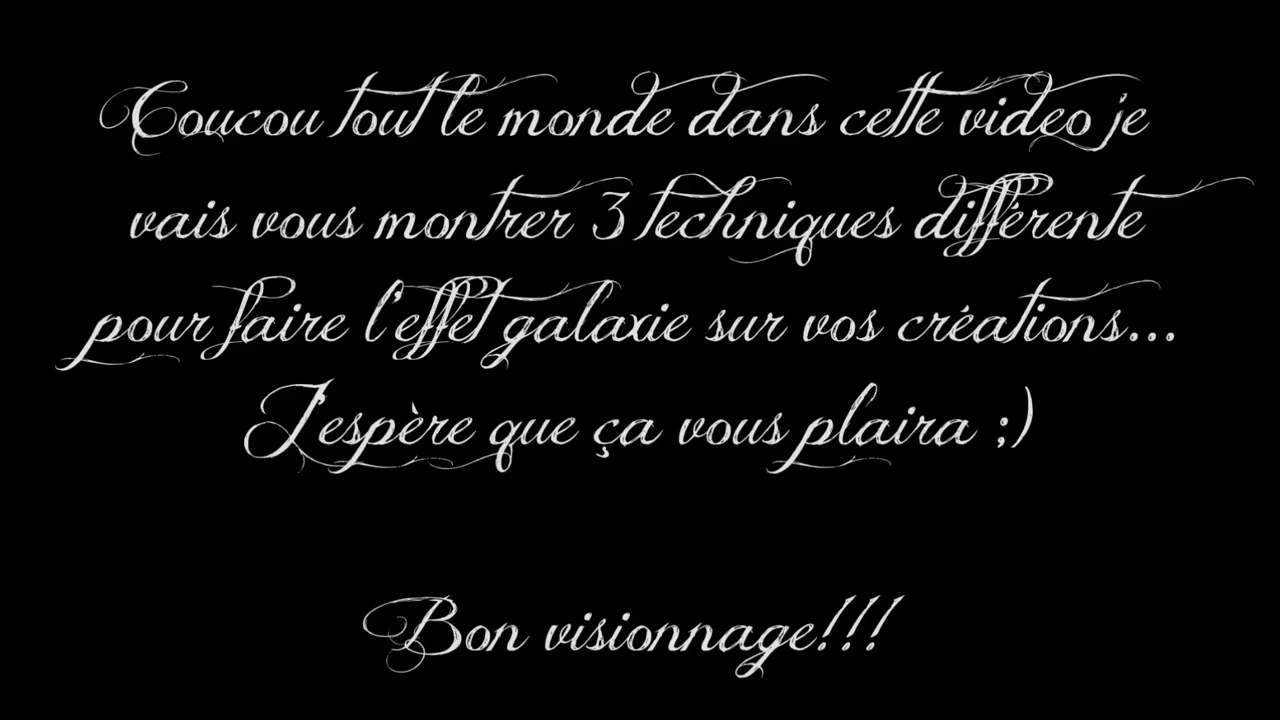 Coucou tout le monde dans cette video je
vais vous montrer 3 techniques différente
pour faire l'effet galaxie sur vos créations...
J'espère que ça vous plaira ;)
Bon visionnage!!!